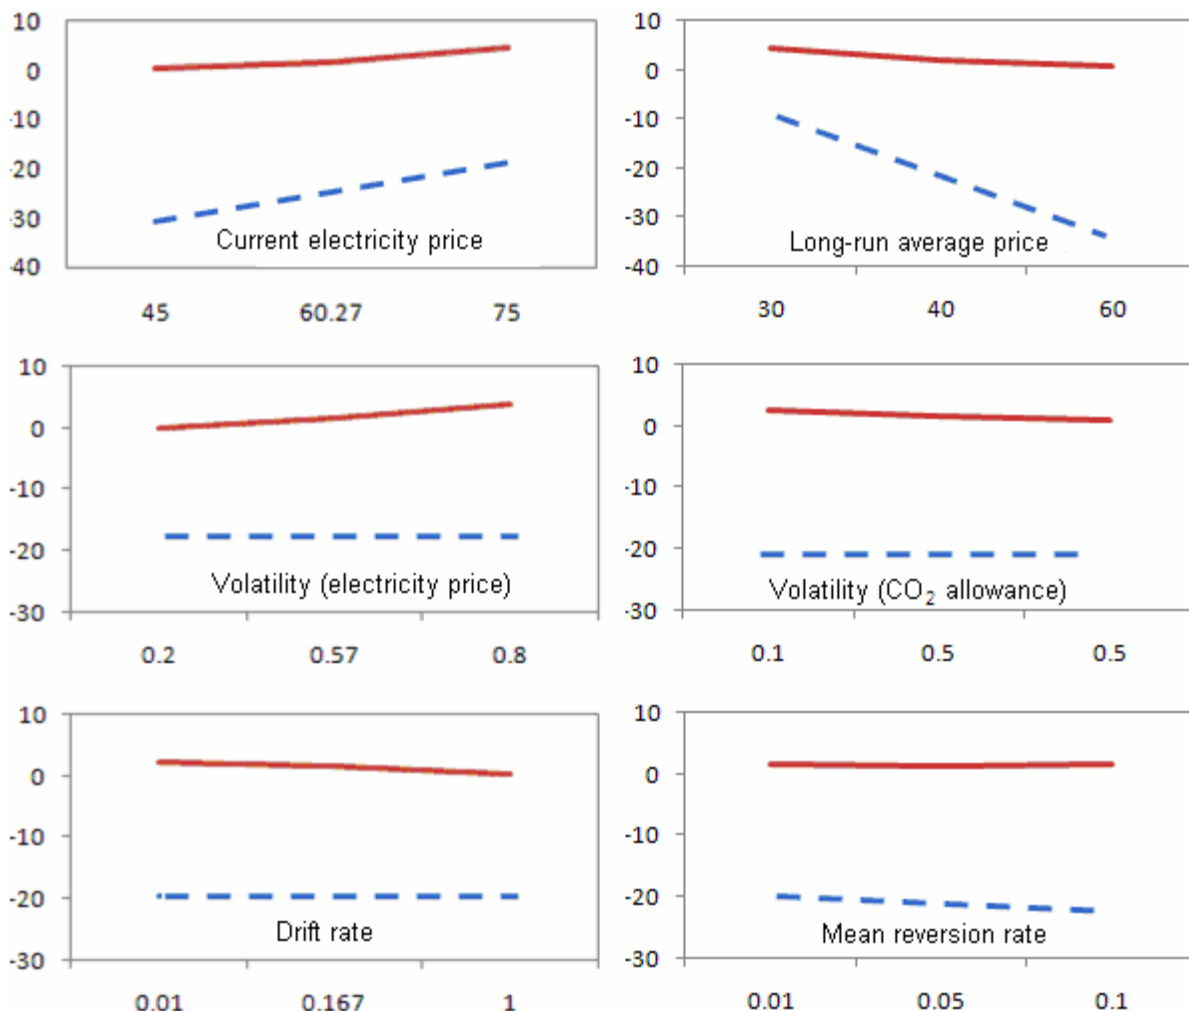 10
0
-10
-20
-30
-40
Current electricity price
45 60.27 75
10
0
-10
-20
-30
-40
Long-run average price
30 40 60
10
0
-10
-20
-30
Volatility (electricity price)
0.2 0.57 0.8
10
0
-10
-20
-30
Volatility (CO₂ allowance)
0.1 0.5 0.5
10
0
-10
-20
-30
Drift rate
0.01 0.167 1
10
0
-10
-20
-30
Mean reversion rate
0.01 0.05 0.1